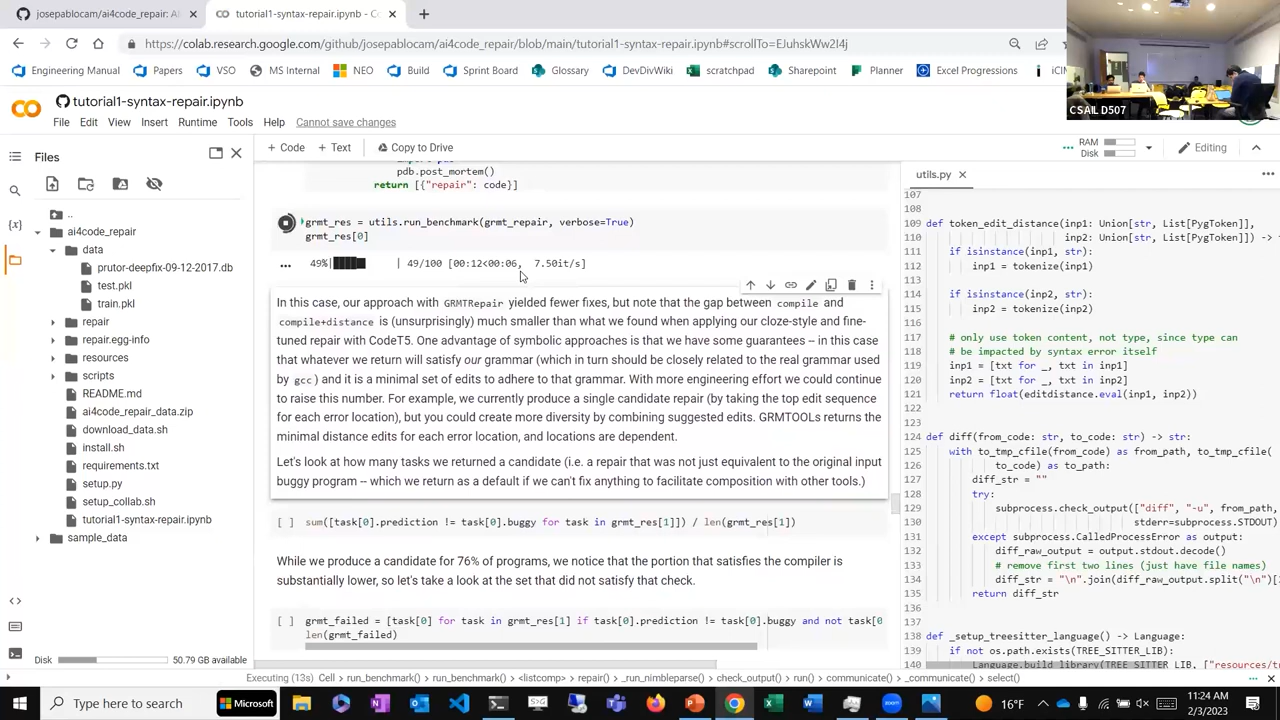 josepablocam/ai4code_repair: A
tutorial1-syntax-repair.ipynb - C
colab.research.google.com/github/josepablocam/ai4code_repair/blob/main/tutorial1-syntax-repair.ipynb#scrollTo=EJuhskWw2I4j
Engineering Manual
Papers
VSO
MS Internal
NEO
Build
Sprint Board
Glossary
DevDivWiki
scratchpad
SharePoint
Planner
Excel Progressions
CSAIL D507
tutorial1-syntax-repair.ipynb
File Edit View Insert Runtime Tools Help Cannot save changes
Files
+ Code + Text Copy to Drive
RAM
Disk
Editing
..
ai4code_repair
data
prutor-deepfix-09-12-2017.db
test.pkl
train.pkl
repair
repair.egg-info
resources
scripts
README.md
ai4code_repair_data.zip
download_data.sh
install.sh
requirements.txt
setup.py
setup_collab.sh
tutorial1-syntax-repair.ipynb
sample_data
Disk 50.79 GB available
pdb.post_mortem()
return [{"repair": code}]
grmt_res = utils.run_benchmark(grmt_repair, verbose=True)
grmt_res[0]
49%| | 49/100 [00:12<00:06, 7.50it/s]
In this case, our approach with GRMTRepair yielded fewer fixes, but note that the gap between compile and
compile+distance is (unsurprisingly) much smaller than what we found when applying our cloze-style and fine-
tuned repair with CodeT5. One advantage of symbolic approaches is that we have some guarantees -- in this case
that whatever we return will satisfy our grammar (which in turn should be closely related to the real grammar used
by gcc ) and it is a minimal set of edits to adhere to that grammar. With more engineering effort we could continue
to raise this number. For example, we currently produce a single candidate repair (by taking the top edit sequence
for each error location), but you could create more diversity by combining suggested edits. GRMTOOLs returns the
minimal distance edits for each error location, and locations are dependent.
Let's look at how many tasks we returned a candidate (i.e. a repair that was not just equivalent to the original input
buggy program -- which we return as a default if we can't fix anything to facilitate composition with other tools.)
[ ] sum([task[0].prediction != task[0].buggy for task in grmt_res[1]]) / len(grmt_res[1])
While we produce a candidate for 76% of programs, we notice that the portion that satisfies the compiler is
substantially lower, so let's take a look at the set that did not satisfy that check.
[ ] grmt_failed = [task[0] for task in grmt_res[1] if task[0].prediction != task[0].buggy and not task[0
len(grmt_failed)
utils.py
107
108
109 def token_edit_distance(inp1: Union[str, List[PygToken]],
110 inp2: Union[str, List[PygToken]]) ->
111 if isinstance(inp1, str):
112 inp1 = tokenize(inp1)
113
114 if isinstance(inp2, str):
115 inp2 = tokenize(inp2)
116
117 # only use token content, not type, since type can
118 # be impacted by syntax error itself
119 inp1 = [txt for _, txt in inp1]
120 inp2 = [txt for _, txt in inp2]
121 return float(editdistance.eval(inp1, inp2))
122
123
124 def diff(from_code: str, to_code: str) -> str:
125 with to_tmp_cfile(from_code) as from_path, to_tmp_cfile(
126 to_code) as to_path:
127 diff_str = ""
128 try:
129 subprocess.check_output(["diff", "-u", from_path,
130 stderr=subprocess.STDOUT)
131 except subprocess.CalledProcessError as output:
132 diff_raw_output = output.stdout.decode()
133 # remove first two lines (just have file names)
134 diff_str = "\n".join(diff_raw_output.split("\n")[
135 return diff_str
136
137
138 def _setup_treesitter_language() -> Language:
139 if not os.path.exists(TREE_SITTER_LIB):
140 Language.build_library(TREE_SITTER_LIB, ["resources/t
Executing (13s) Cell > run_benchmark() > run_benchmark() > <listcomp> > repair() > _run_nimbleparse() > check_output() > run() > communicate() > _communicate() > select()
Type here to search
Microsoft
16°F
11:24 AM
2/3/2023